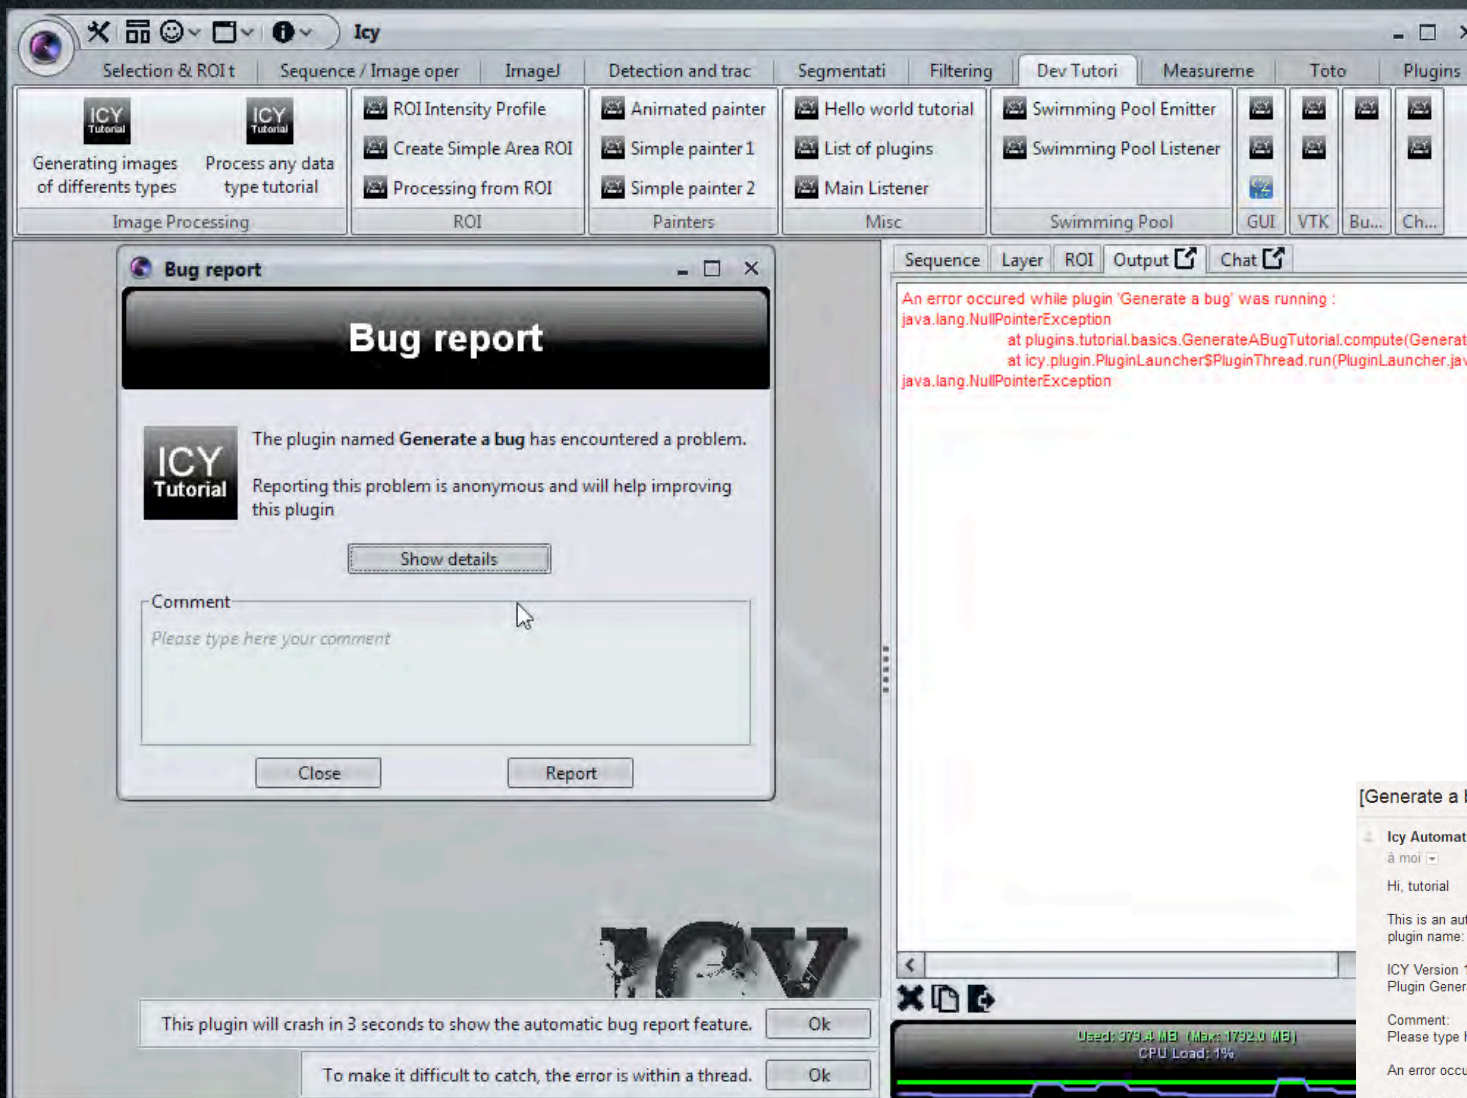 Icy
Selection & ROI t
Sequence / Image oper
ImageJ
Detection and trac
Segmentati
Filtering
Dev Tutori
Measureme
Toto
Plugins
ICY
Tutorial
Generating images
of differents types
ICY
Tutorial
Process any data
type tutorial
Image Processing
ROI Intensity Profile
Create Simple Area ROI
Processing from ROI
ROI
Animated painter
Simple painter 1
Simple painter 2
Painters
Hello world tutorial
List of plugins
Main Listener
Misc
Swimming Pool Emitter
Swimming Pool Listener
Swimming Pool
GUI
VTK
Bu...
Ch...
Bug report
Bug report
ICY
Tutorial
The plugin named Generate a bug has encountered a problem.
Reporting this problem is anonymous and will help improving
this plugin
Show details
Comment
Please type here your comment
Close
Report
Sequence
Layer
ROI
Output
Chat
An error occured while plugin 'Generate a bug' was running :
java.lang.NullPointerException
at plugins.tutorial.basics.GenerateABugTutorial.compute(Generat
at icy.plugin.PluginLauncher$PluginThread.run(PluginLauncher.jav
java.lang.NullPointerException
ICY
This plugin will crash in 3 seconds to show the automatic bug report feature.
Ok
To make it difficult to catch, the error is within a thread.
Ok
Used: 379.4 MB (Max: 1792.0 MB)
CPU Load: 1%
[Generate a b
Icy Automat
à moi
Hi, tutorial
This is an aut
plugin name:
ICY Version 1
Plugin Genera
Comment:
Please type h
An error occu